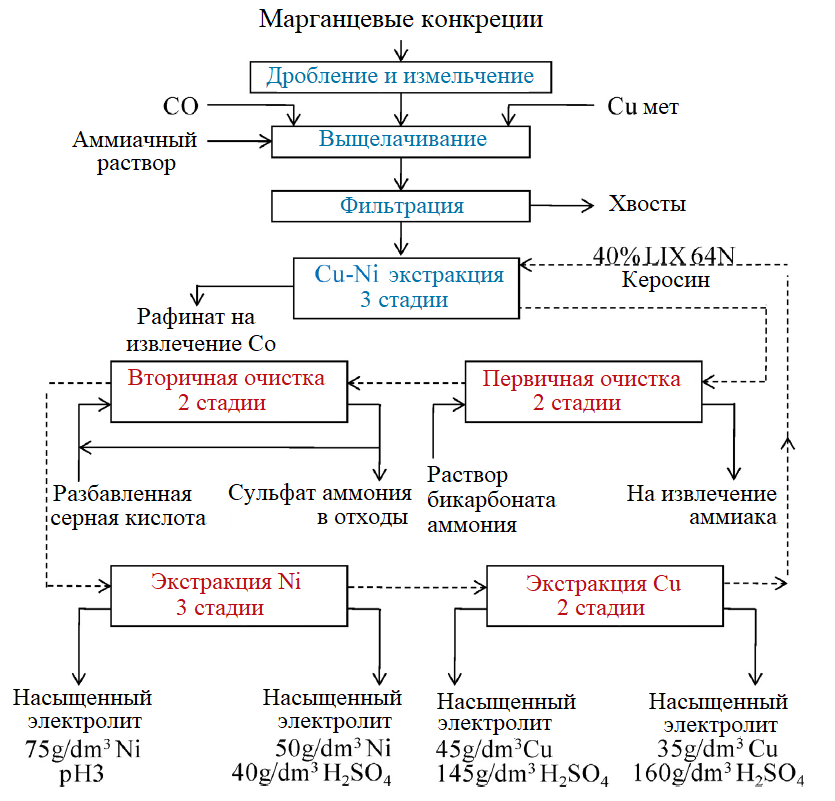 Марганцевые конкреции
Дробление и измельчение
CO
Cu мет
Аммиачный
раствор
Выщелачивание
Фильтрация
Хвосты
40% LIX 64N
Керосин
Cu-Ni экстракция
3 стадии
Рафинат на
извлечение Co
Вторичная очистка
2 стадии
Первичная очистка
2 стадии
Разбавленная
серная кислота
Сульфат аммония
в отходы
Раствор
бикарбоната
аммония
На извлечение
аммиака
Экстракция Ni
3 стадии
Экстракция Cu
2 стадии
Насыщенный
электролит
75g/dm³ Ni
pH3
Насыщенный
электролит
50g/dm³ Ni
40g/dm³ H₂SO₄
Насыщенный
электролит
45g/dm³Cu
145g/dm³ H₂SO₄
Насыщенный
электролит
35g/dm³ Cu
160g/dm³ H₂SO₄